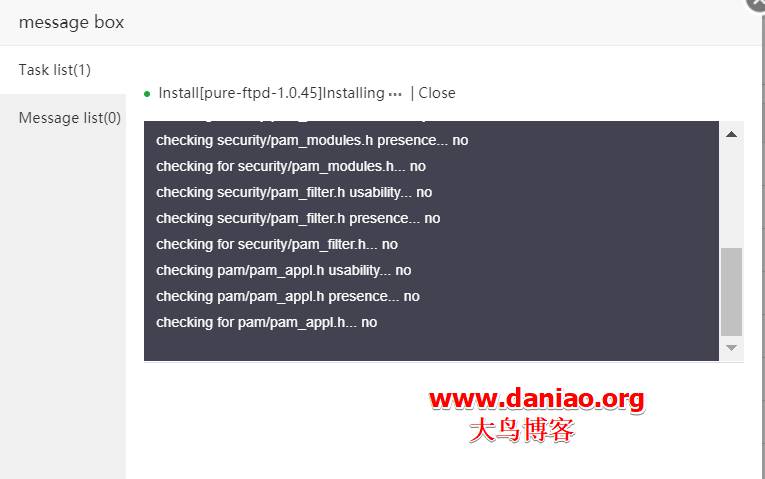 message box
Task list(1)
Install[pure-ftpd-1.0.45]Installing ••• | Close
Message list(0)
checking security/pam_modules.h presence... no
checking for security/pam_modules.h... no
checking security/pam_filter.h usability... no
checking security/pam_filter.h presence... no
checking for security/pam_filter.h... no
checking pam/pam_appl.h usability... no
checking pam/pam_appl.h presence... no
checking for pam/pam_appl.h... no
www.daniao.org
大鸟博客